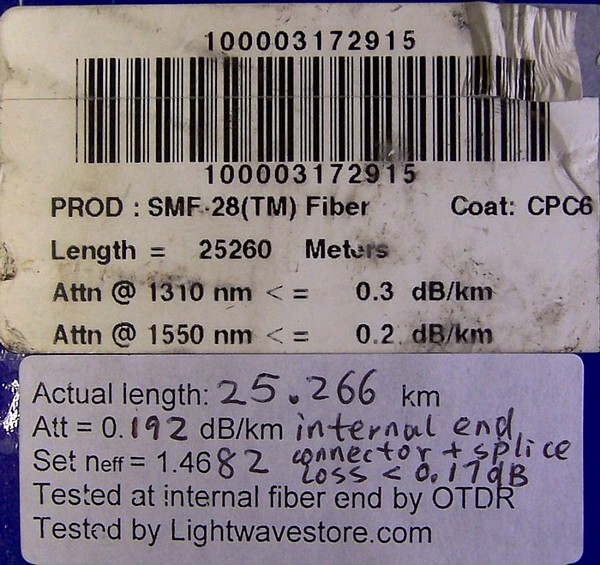 100003172915
100003172915
PROD : SMF-28(TM) Fiber Coat: CPC6
Length = 25260 Meters
Attn @ 1310 nm < = 0.3 dB/km
Attn @ 1550 nm < = 0.2 dB/km
Actual length: 25.266 km
Att = 0.192 dB/km internal end,
Set neff = 1.4682 connector + splice
loss < 0.17dB
Tested at internal fiber end by OTDR
Tested by Lightwavestore.com